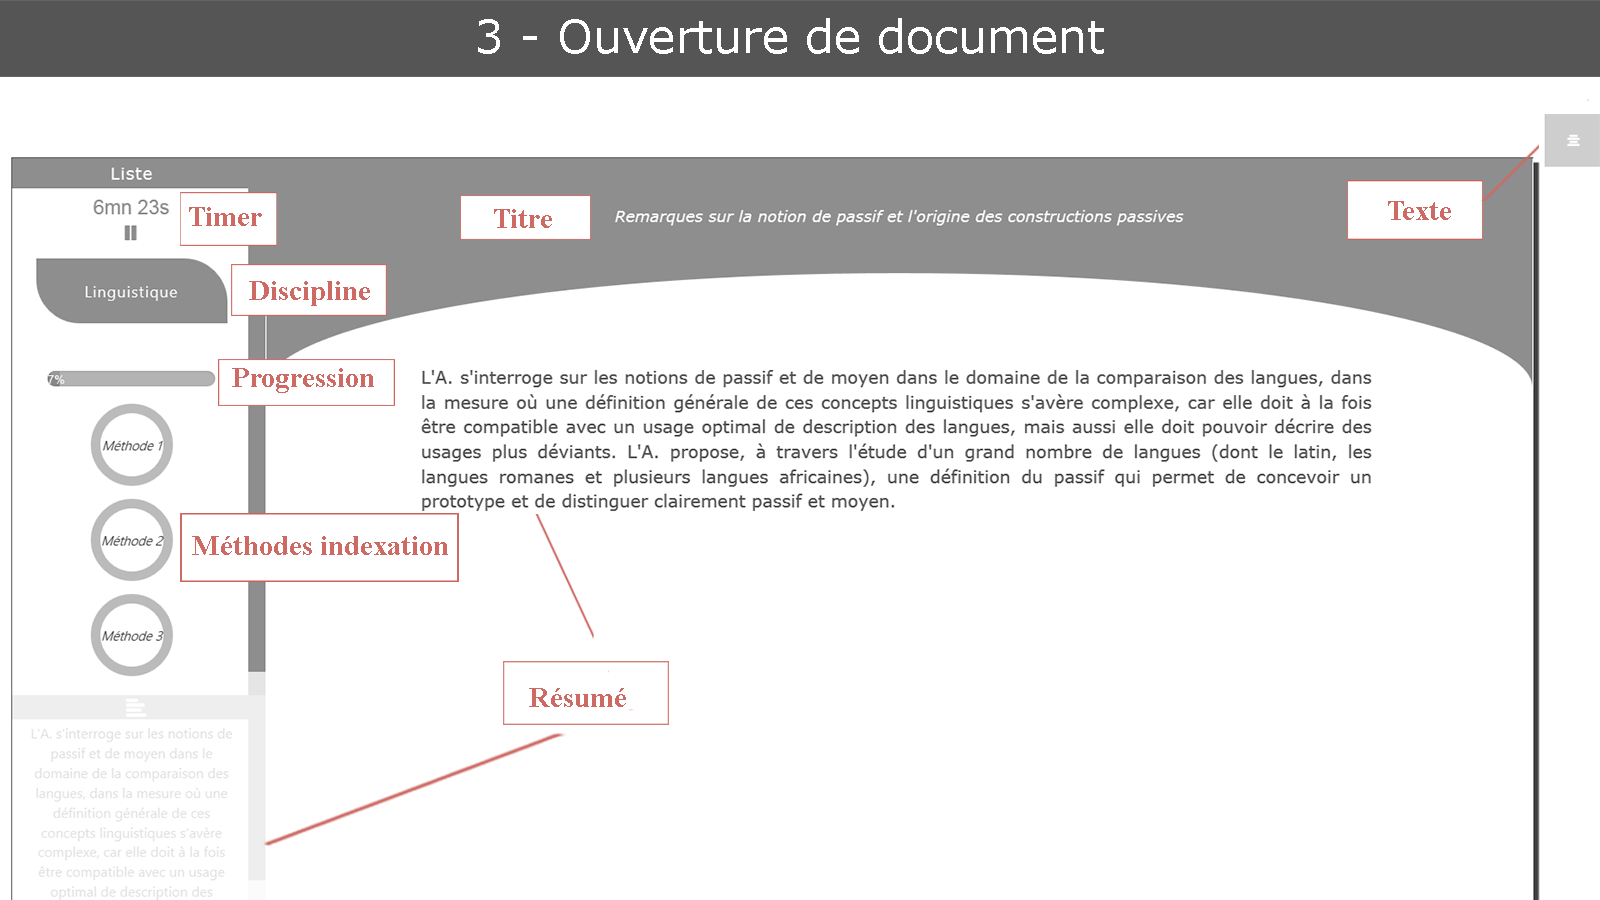 3 - Ouverture de document
Liste
6mn 23s
Timer
Titre
Remarques sur la notion de passif et l'origine des constructions passives
Texte
Linguistique
Discipline
7%
Progression
L'A. s'interroge sur les notions de passif et de moyen dans le domaine de la comparaison des langues, dans
la mesure où une définition générale de ces concepts linguistiques s'avère complexe, car elle doit à la fois
être compatible avec un usage optimal de description des langues, mais aussi elle doit pouvoir décrire des
usages plus déviants. L'A. propose, à travers l'étude d'un grand nombre de langues (dont le latin, les
langues romanes et plusieurs langues africaines), une définition du passif qui permet de concevoir un
prototype et de distinguer clairement passif et moyen.
Méthode 1
Méthode 2
Méthodes indexation
Méthode 3
Résumé
L'A. s'interroge sur les notions de
passif et de moyen dans le
domaine de la comparaison des
langues, dans la mesure où une
définition générale de ces
concepts linguistiques s'avère
complexe, car elle doit à la fois
être compatible avec un usage
optimal de description des